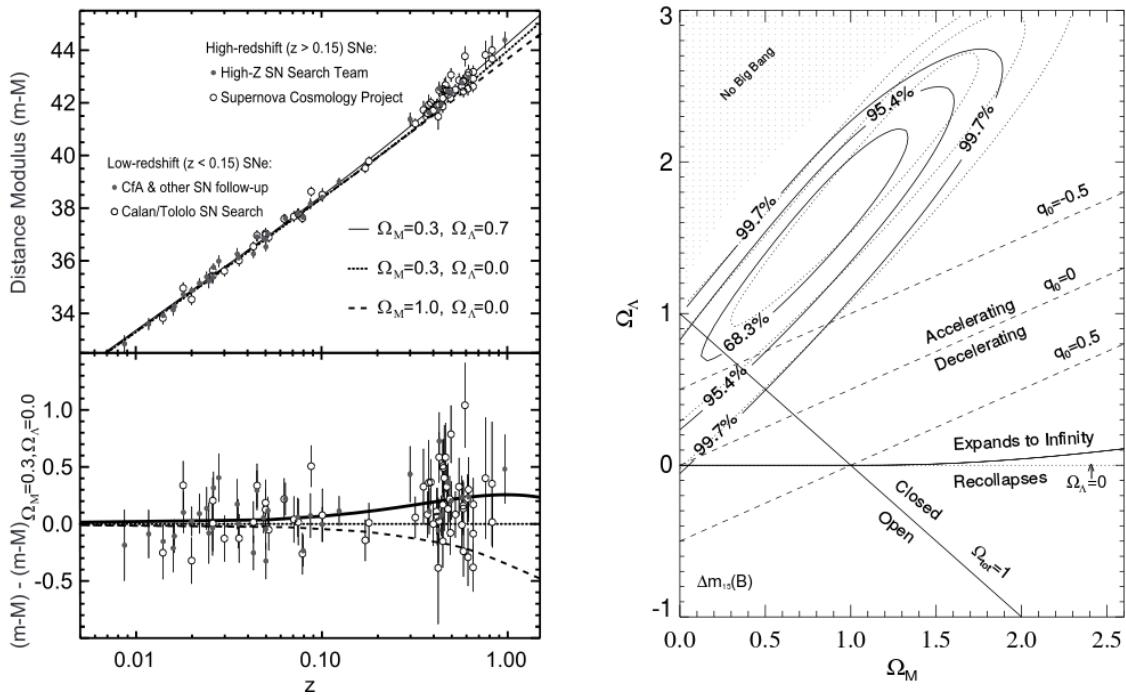 Distance Modulus (m-M)
44
42
40
38
36
34
High-redshift (z > 0.15) SNe:
High-Z SN Search Team
Supernova Cosmology Project
Low-redshift (z < 0.15) SNe:
CfA & other SN follow-up
Calan/Tololo SN Search
Ω_M=0.3, Ω_Λ=0.7
Ω_M=0.3, Ω_Λ=0.0
Ω_M=1.0, Ω_Λ=0.0
(m-M) - (m-M)_Ω_M=0.3,Ω_Λ=0.0
1.0
0.5
0.0
-0.5
0.01
0.10
1.00
z
Ω_Λ
3
2
1
0
-1
No Big Bang
95.4%
99.7%
99.7%
68.3%
95.4%
99.7%
q₀=-0.5
q₀=0
Accelerating
Decelerating
q₀=0.5
Expands to Infinity
Recollapses
Ω_Λ=0
Closed
Open
Ω_tot=1
Δm₁₅(B)
0.0
0.5
1.0
1.5
2.0
2.5
Ω_M